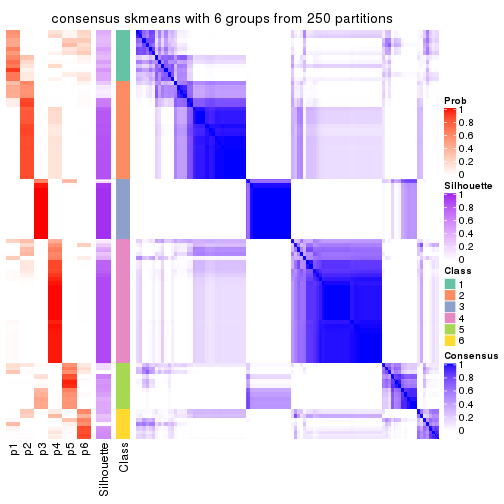 consensus skmeans with 6 groups from 250 partitions
Prob
1
0.8
0.6
0.4
0.2
0
Silhouette
1
0.8
0.6
0.4
0.2
0
Class
1
2
3
4
5
6
Consensus
1
0.8
0.6
0.4
0.2
0
p1
p2
p3
p4
p5
p6
Silhouette
Class